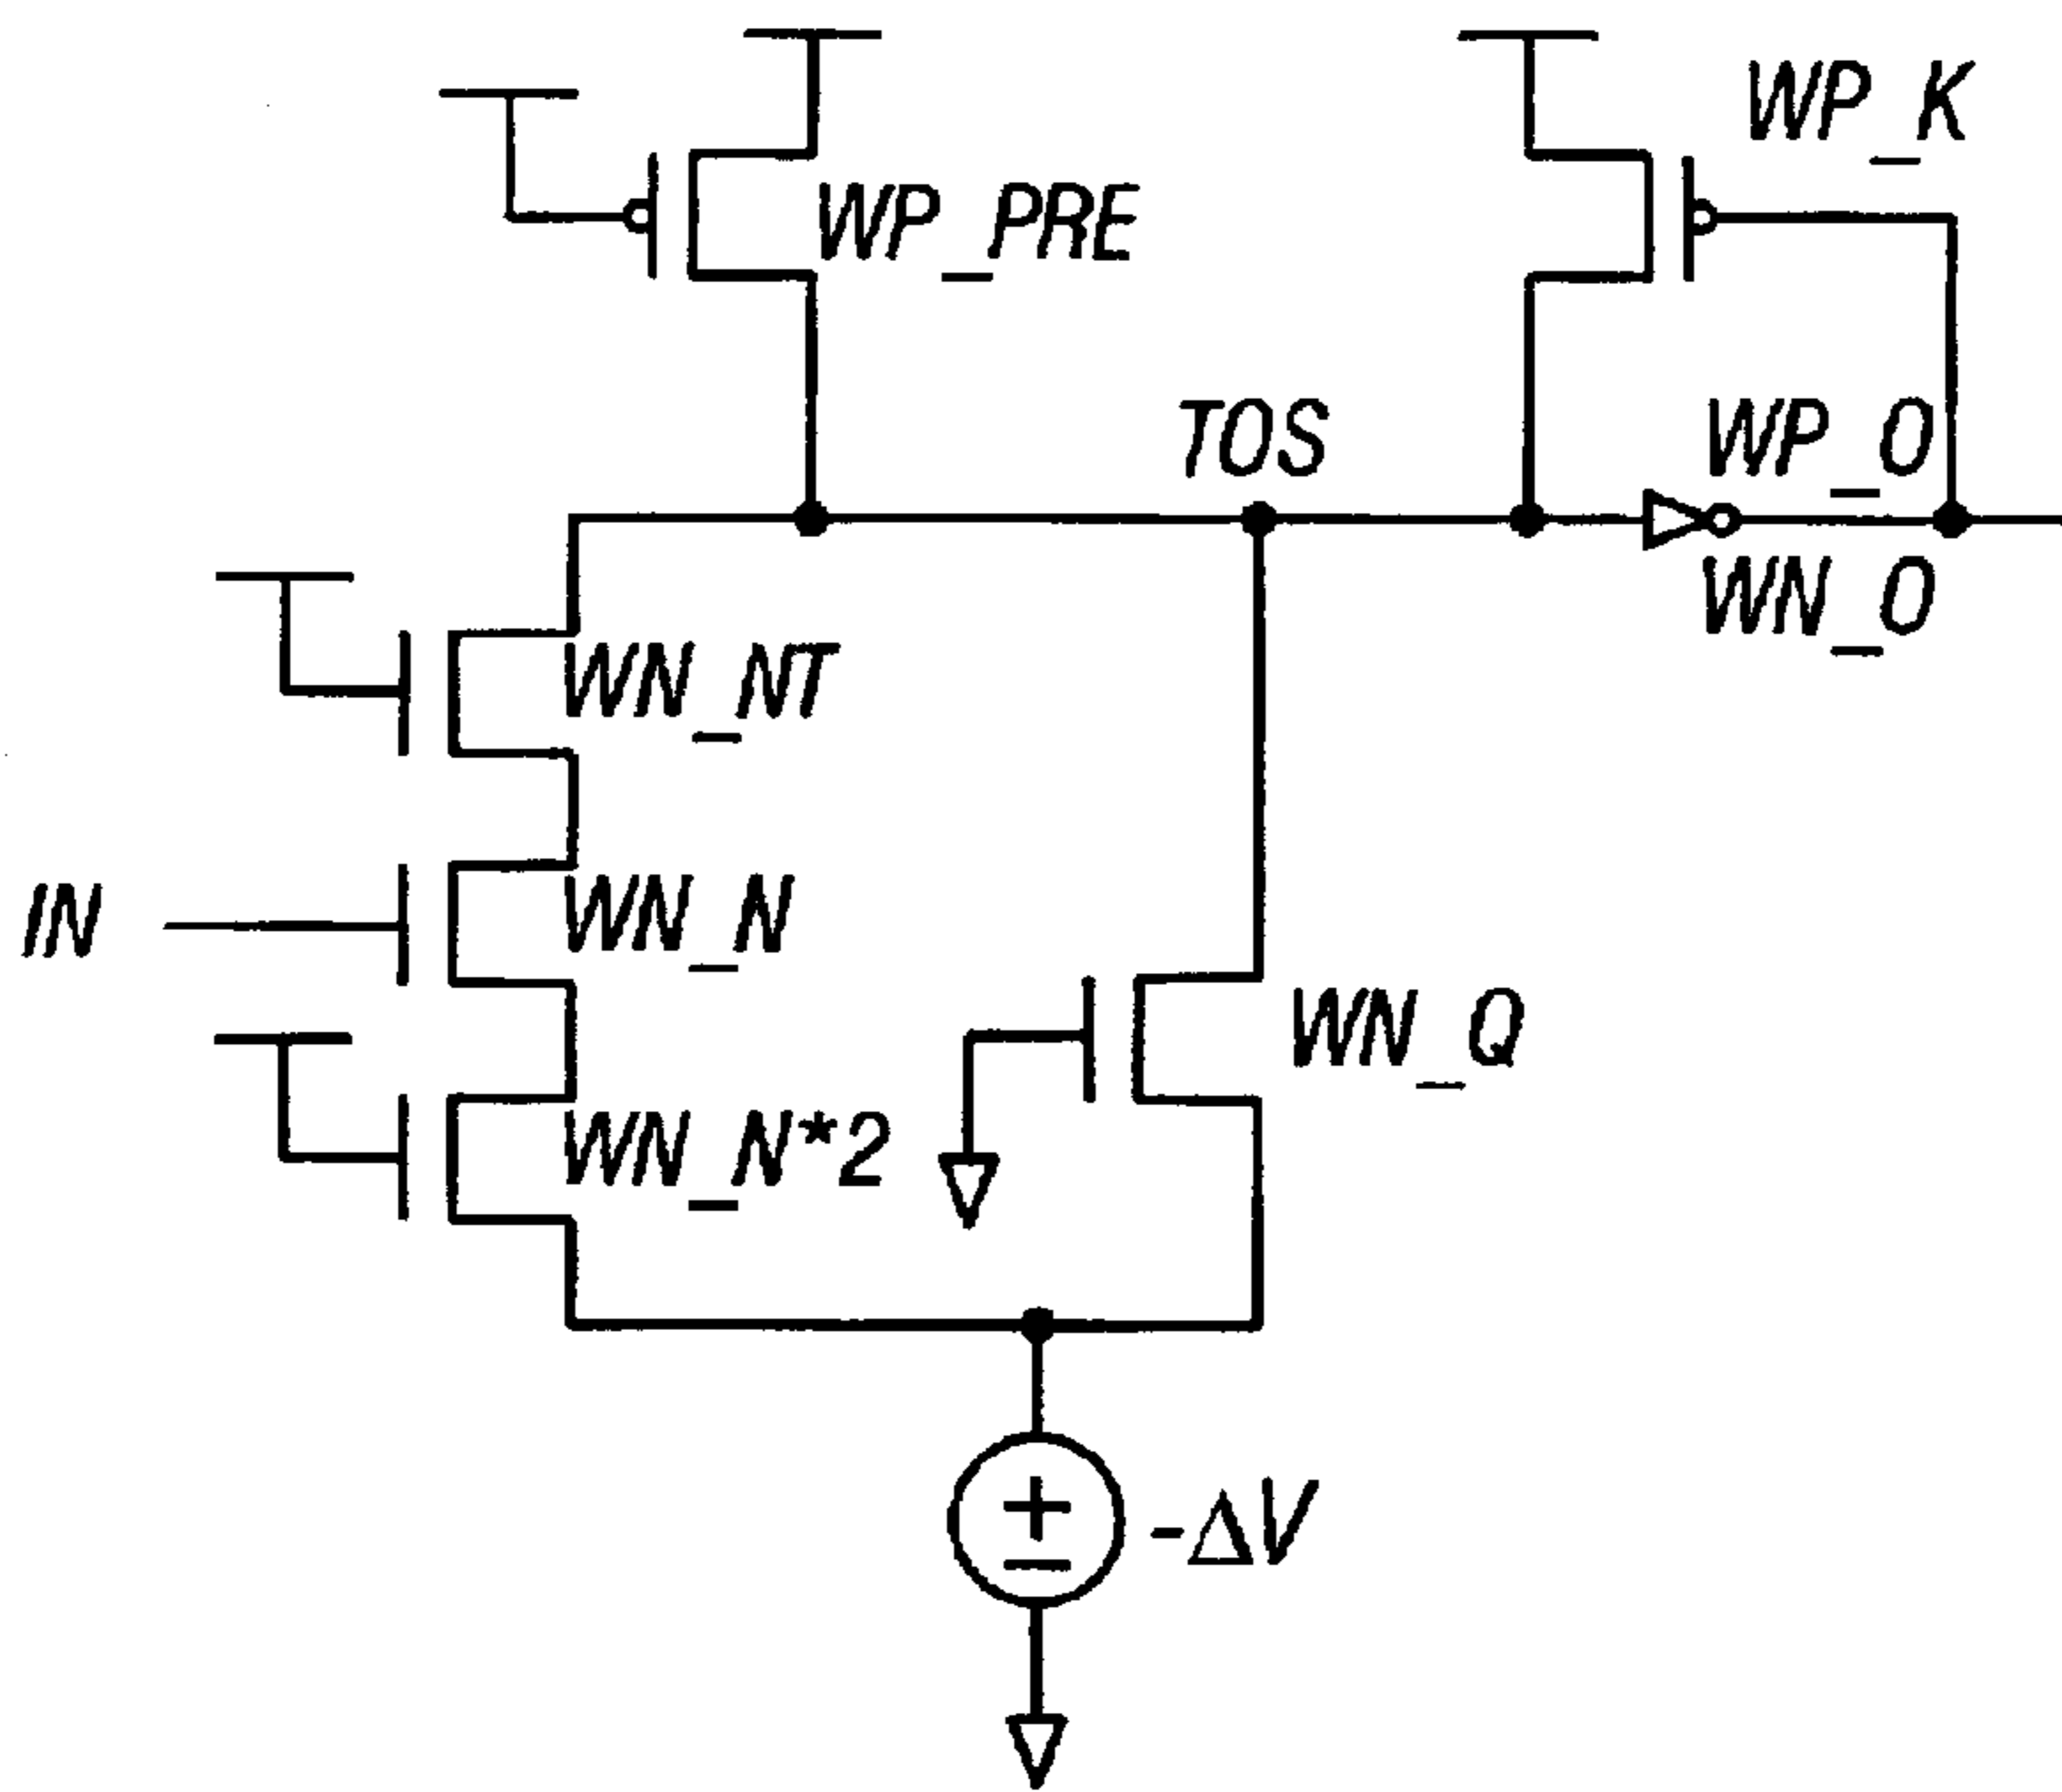 WP_K
WP_PRE
TOS
WP_O
WN_O
WN_NT
IN
WN_N
WN_Q
WN_N*2
+
−
-ΔV